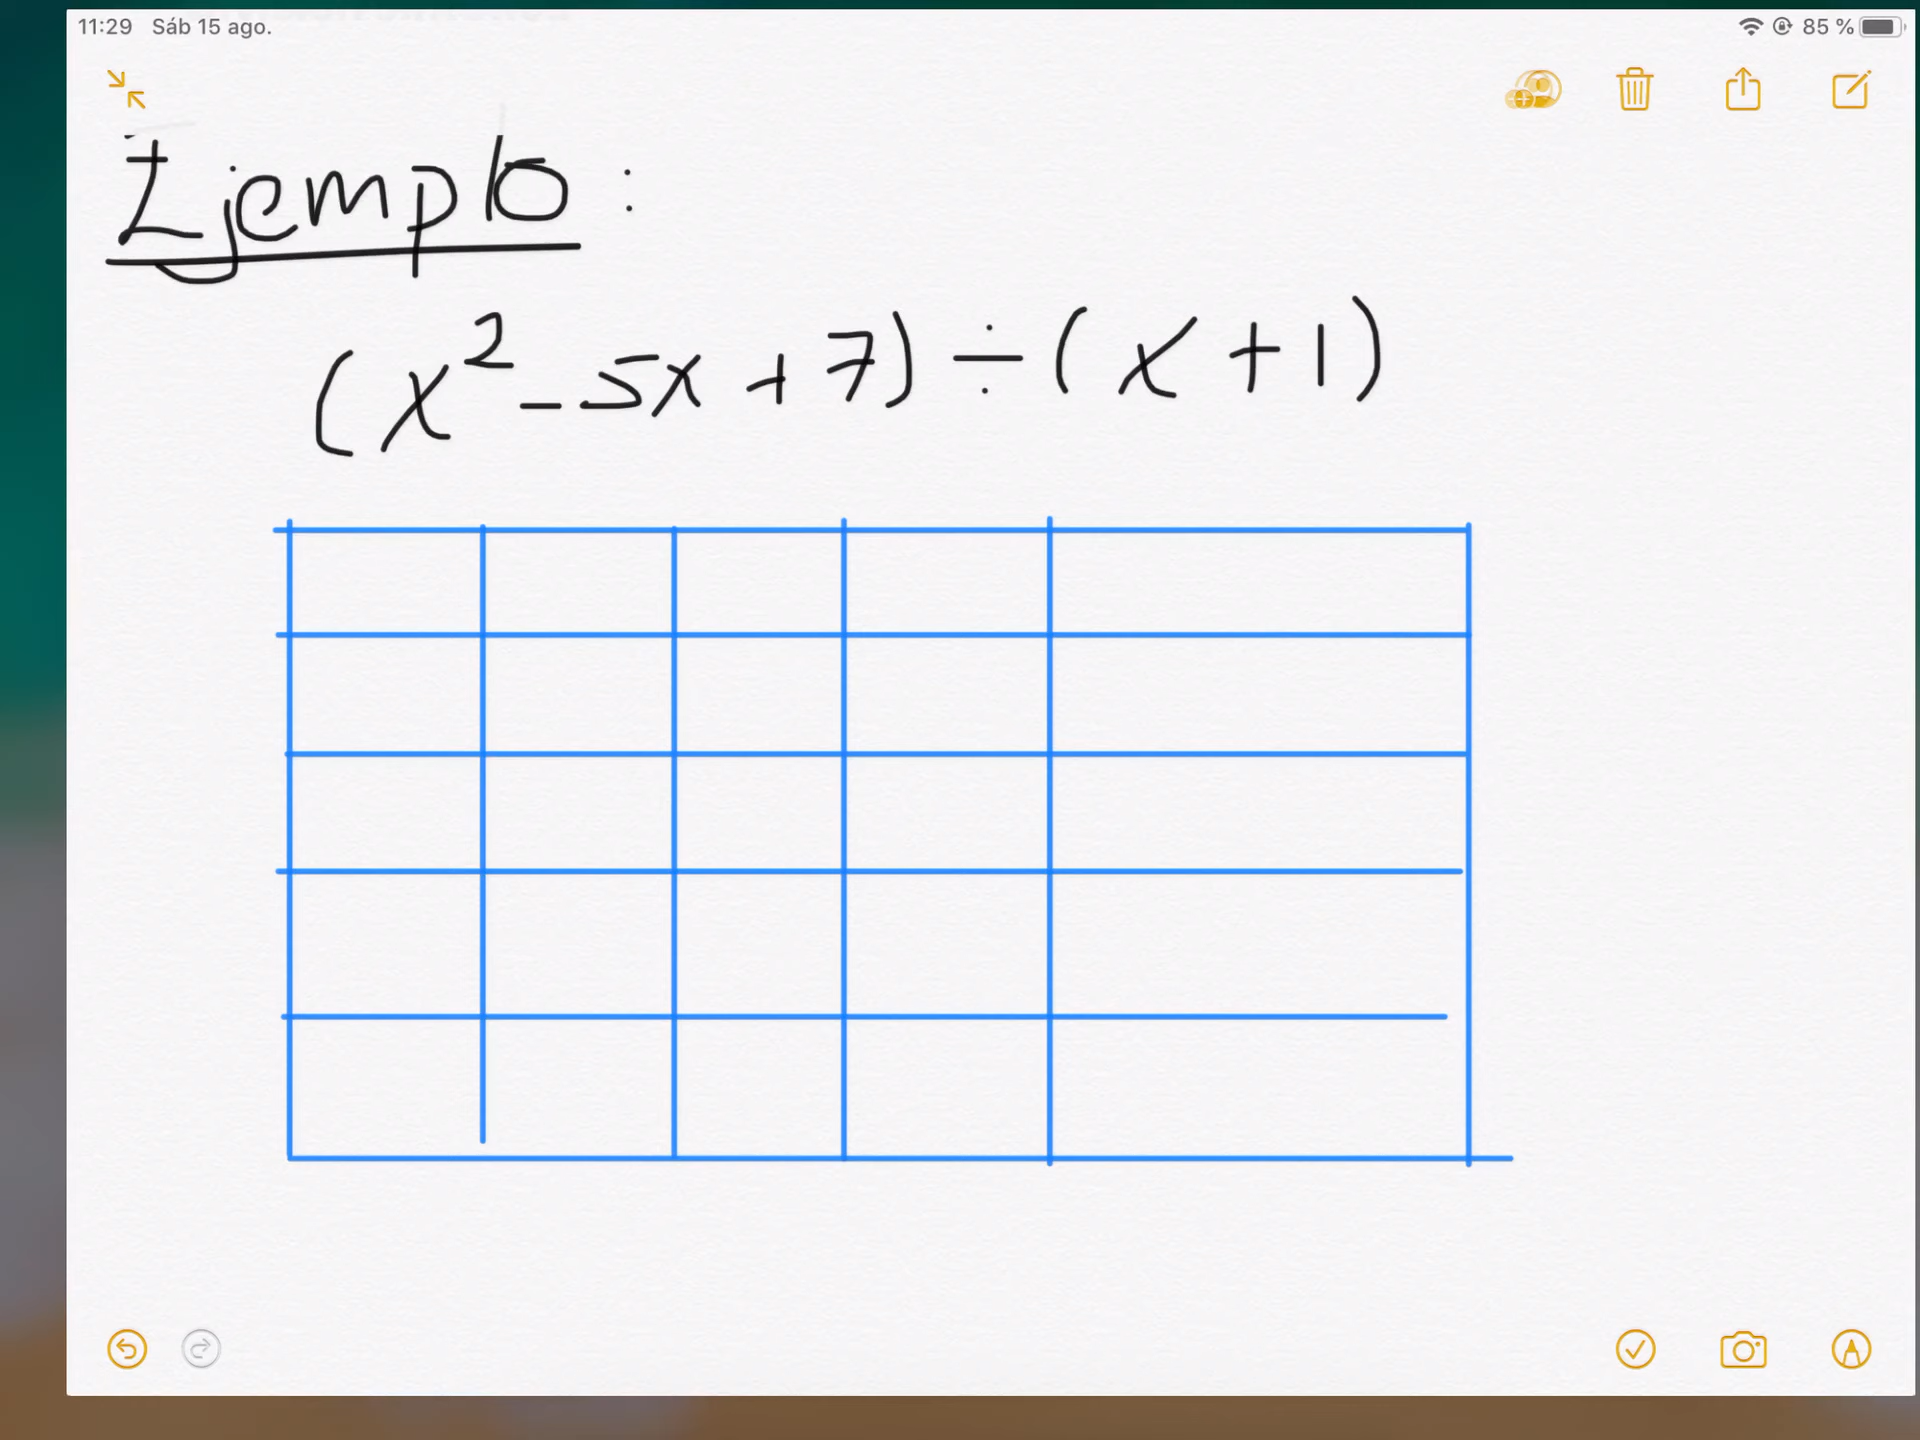 11:29 Sáb 15 ago. 85 %
Ejemplo:
(x² - 5x + 7) ÷ (x + 1)